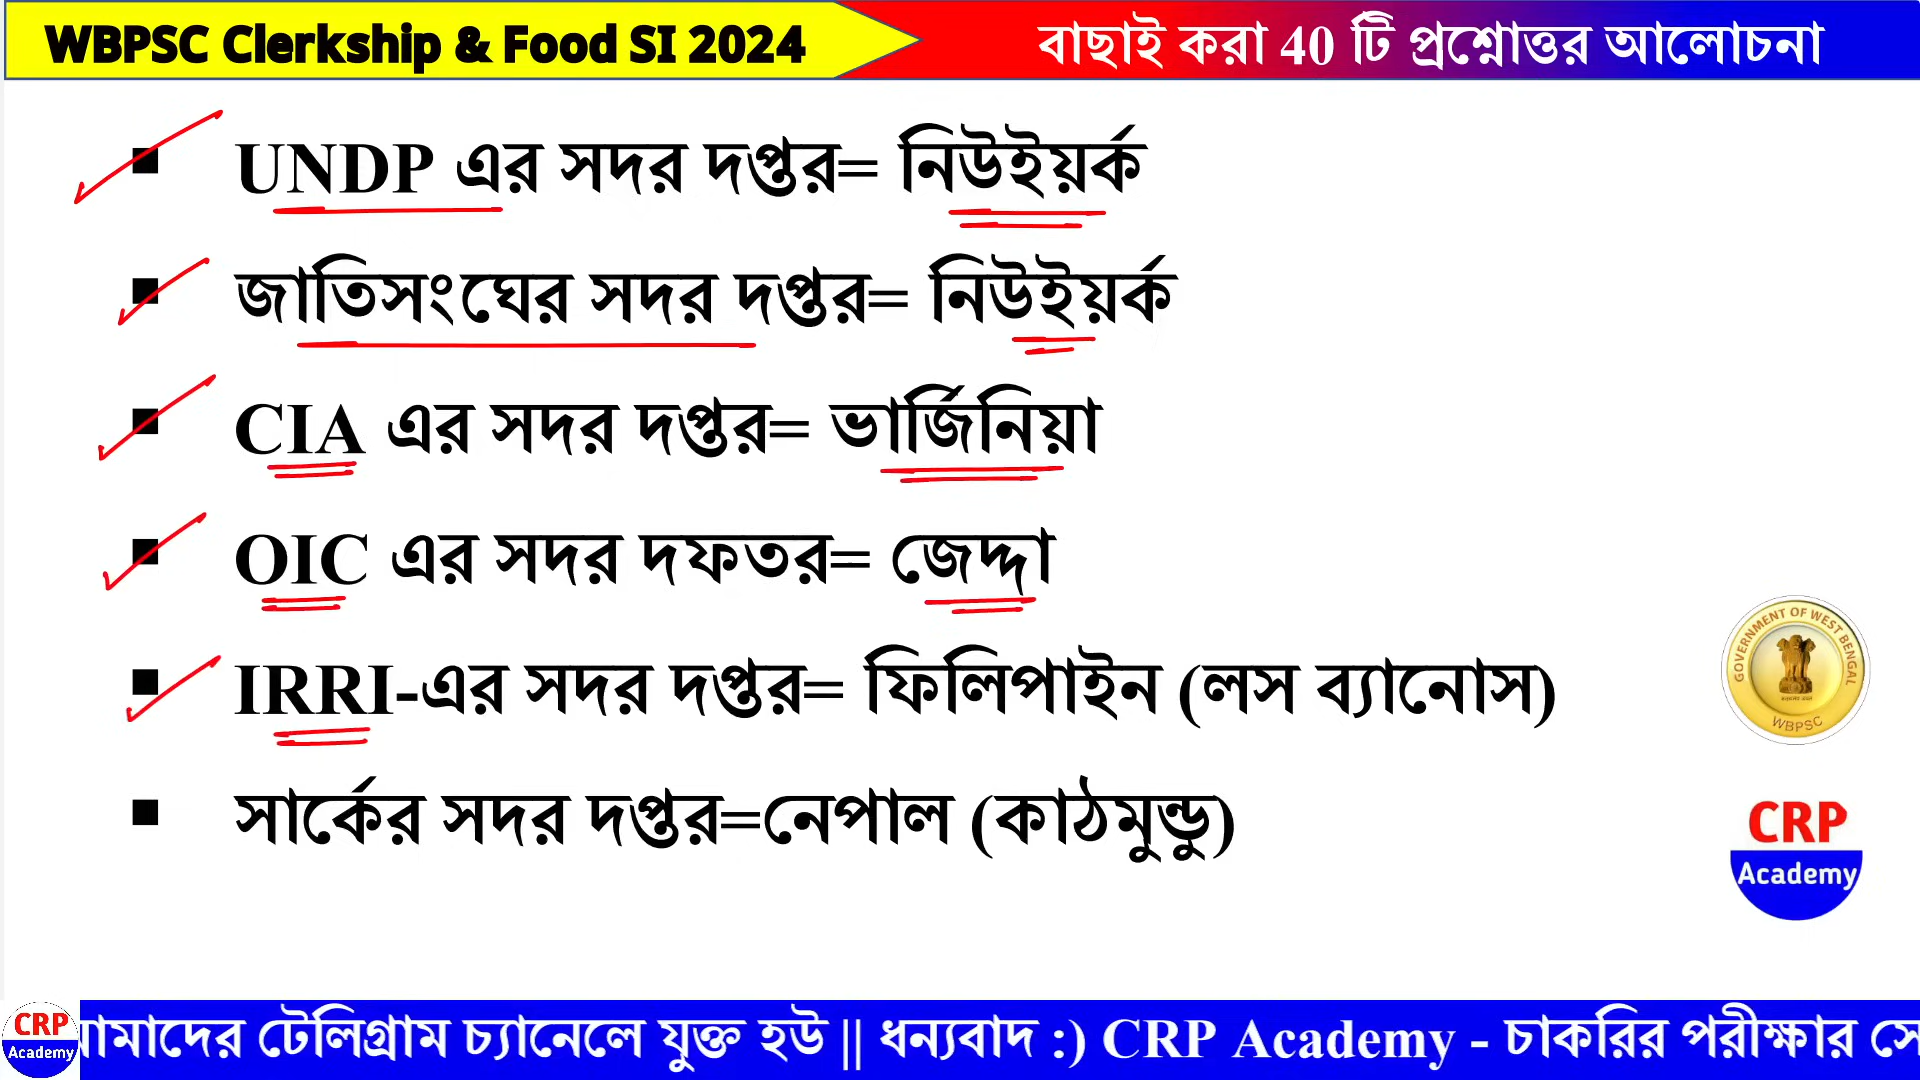 WBPSC Clerkship & Food SI 2024
বাছাই করা 40 টি প্রশ্নোত্তর আলোচনা
UNDP এর সদর দপ্তর= নিউইয়র্ক
জাতিসংঘের সদর দপ্তর= নিউইয়র্ক
CIA এর সদর দপ্তর= ভার্জিনিয়া
OIC এর সদর দফতর= জেদ্দা
IRRI-এর সদর দপ্তর= ফিলিপাইন (লস ব্যানোস)
সার্কের সদর দপ্তর=নেপাল (কাঠমুন্ডু)
GOVERNMENT OF WEST BENGAL
WBPSC
CRP
Academy
CRP
Academy
টেলিগ্রাম চ্যানেলে যুক্ত হউ || ধন্যবাদ :) CRP Academy - চাকরির পরীক্ষার